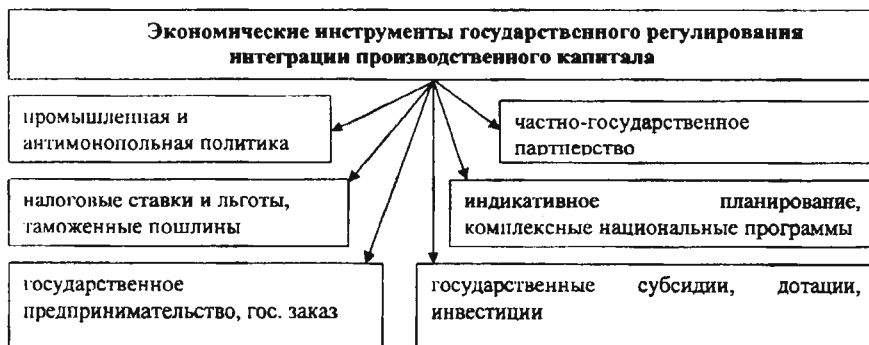 Экономические инструменты государственного регулирования
интеграции производственного капитала
промышленная и
антимонопольная политика
частно-государственное
партнерство
налоговые ставки и льготы,
таможенные пошлины
индикативное планирование,
комплексные национальные программы
государственное
предпринимательство, гос. заказ
государственные субсидии, дотации,
инвестиции